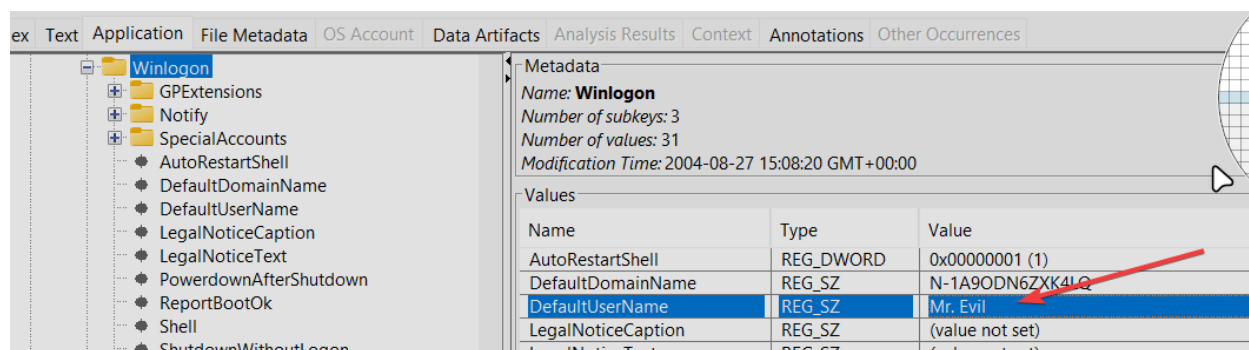 ex Text Application File Metadata OS Account Data Artifacts Analysis Results Context Annotations Other Occurrences
Winlogon
GPExtensions
Notify
SpecialAccounts
AutoRestartShell
DefaultDomainName
DefaultUserName
LegalNoticeCaption
LegalNoticeText
PowerdownAfterShutdown
ReportBootOk
Shell
ShutdownWithoutLogon
Metadata
Name: Winlogon
Number of subkeys: 3
Number of values: 31
Modification Time: 2004-08-27 15:08:20 GMT+00:00
Values
Name Type Value
AutoRestartShell REG_DWORD 0x00000001 (1)
DefaultDomainName REG_SZ N-1A9ODN6ZXK4LQ
DefaultUserName REG_SZ Mr. Evil
LegalNoticeCaption REG_SZ (value not set)